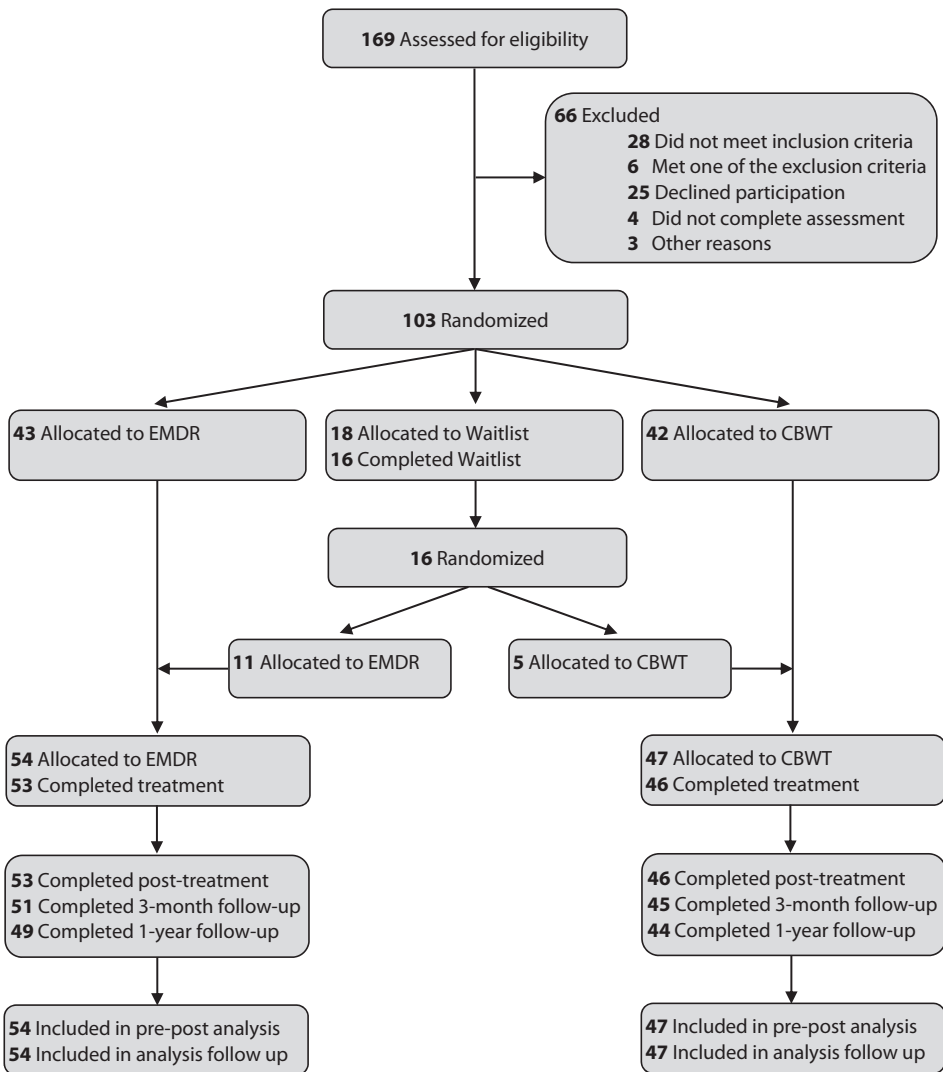 169 Assessed for eligibility
66 Excluded
28 Did not meet inclusion criteria
6 Met one of the exclusion criteria
25 Declined participation
4 Did not complete assessment
3 Other reasons
103 Randomized
43 Allocated to EMDR
18 Allocated to Waitlist
16 Completed Waitlist
42 Allocated to CBWT
16 Randomized
11 Allocated to EMDR
5 Allocated to CBWT
54 Allocated to EMDR
53 Completed treatment
47 Allocated to CBWT
46 Completed treatment
53 Completed post-treatment
51 Completed 3-month follow-up
49 Completed 1-year follow-up
46 Completed post-treatment
45 Completed 3-month follow-up
44 Completed 1-year follow-up
54 Included in pre-post analysis
54 Included in analysis follow up
47 Included in pre-post analysis
47 Included in analysis follow up